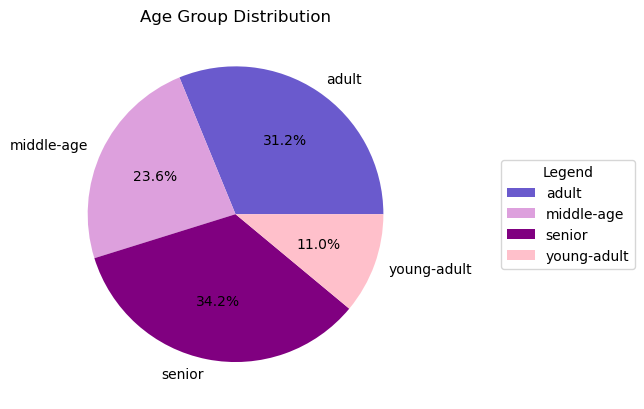 Age Group Distribution
adult
31.2%
middle-age
23.6%
senior
34.2%
young-adult
11.0%
Legend
adult
middle-age
senior
young-adult